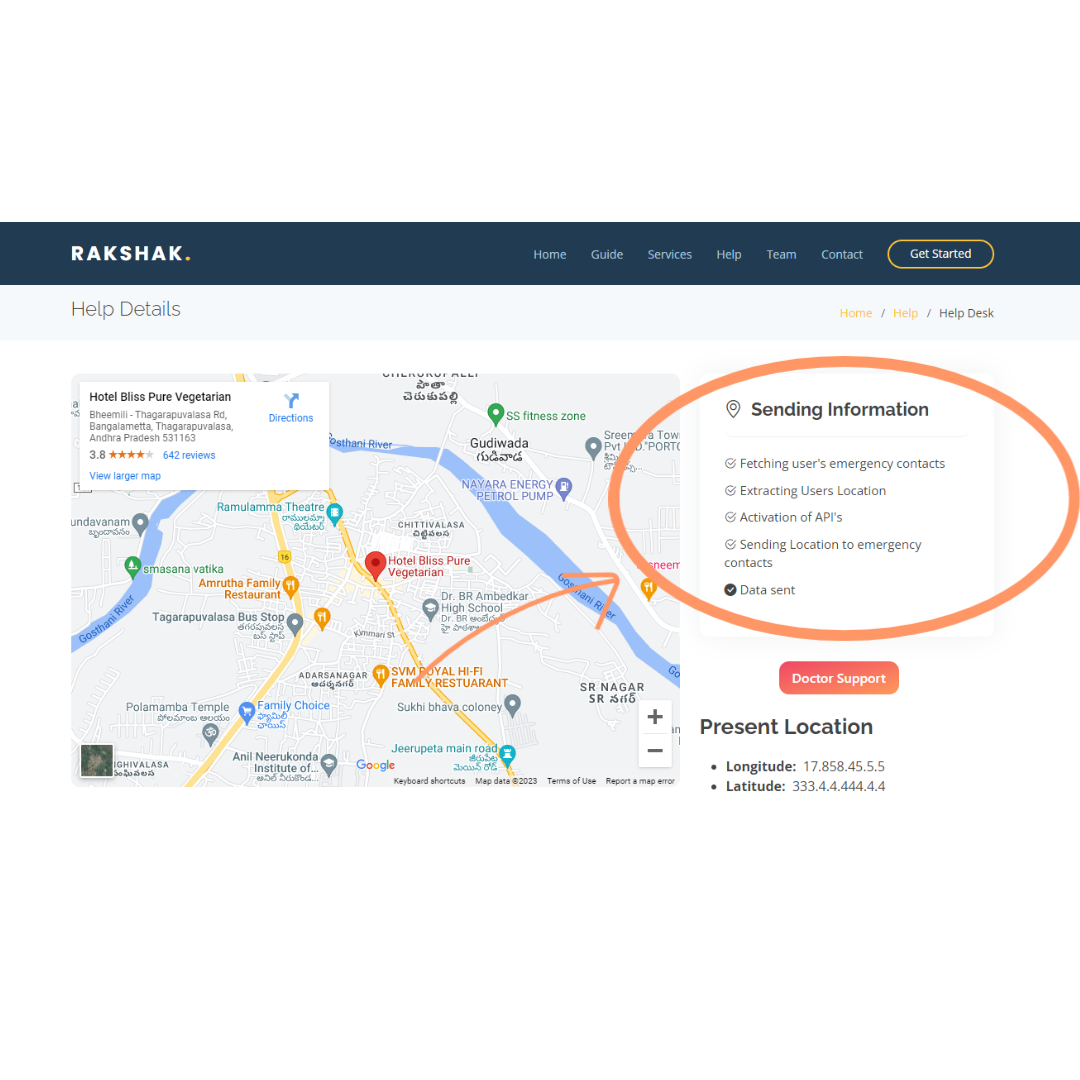 RAKSHAK.
Home Guide Services Help Team Contact Get Started
Help Details
Home / Help / Help Desk
Hotel Bliss Pure Vegetarian
Bheemili - Thagarapuvalasa Rd,
Bangalametta, Thagarapuvalasa,
Andhra Pradesh 531163
3.8 642 reviews
View larger map
Directions
పాతా
చెరుకుపల్లి
SS fitness zone
Gosthani River
Gudiwada
గుడివాడ
NAYARA ENERGY
PETROL PUMP
Ramulamma Theatre
రాములమ్మ
థియేటర్
CHITTIVALASA
చిట్టివలస
undavanam
బృందావనం
16
Hotel Bliss Pure
Vegetarian
smasana vatika
Amrutha Family
Restaurant
Gosthani River
Dr. BR Ambedkar
High School
Gosthani River
Tagarapuvalasa Bus Stop
తగరపువలస
బస్ స్టాప్
Kummari St
ADARSANAGAR
ఆదర్శనగర్
SVM ROYAL HI-FI
FAMILY RESTUARANT
SR NAGAR
SR నగర్
Polamamba Temple
పోలమాంబ ఆలయం
Family Choice
ఫ్యామిలీ
చాయిస్
Sukhi bhava coloney
Jeerupeta main road
జీరుపేట
మెయిన్ రోడ్
Anil Neerukonda
Institute of...
అనిల్ నీరుకొండ...
Google
Keyboard shortcuts Map data ©2023 Terms of Use Report a map error
Sending Information
Fetching user's emergency contacts
Extracting Users Location
Activation of API's
Sending Location to emergency
contacts
Data sent
Doctor Support
Present Location
Longitude: 17.858.45.5.5
Latitude: 333.4.4.444.4.4